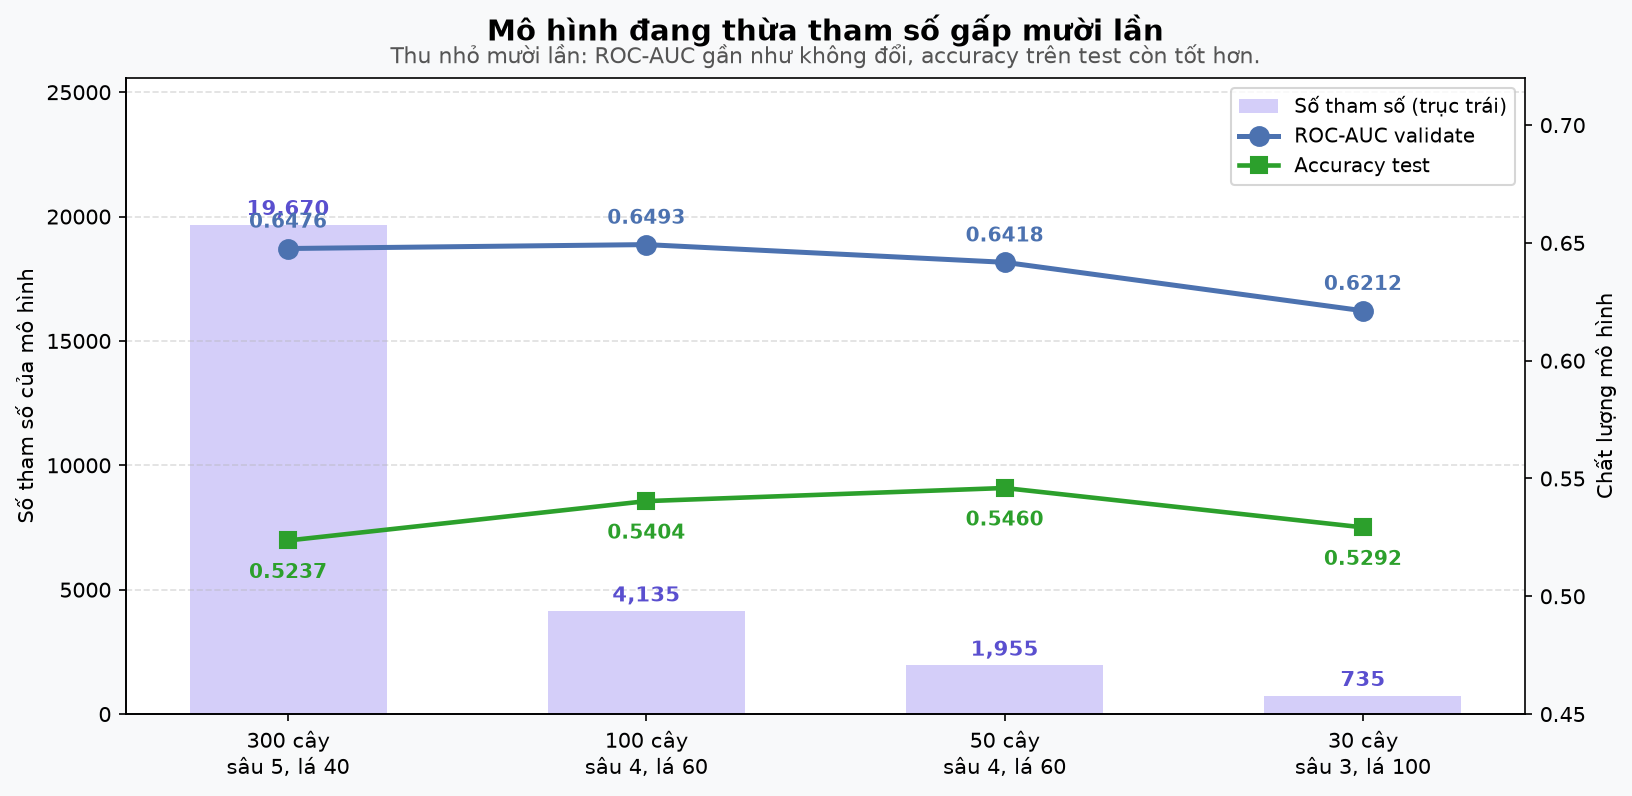 Mô hình đang thừa tham số gấp mười lần
Thu nhỏ mười lần: ROC-AUC gần như không đổi, accuracy trên test còn tốt hơn.
Số tham số (trục trái)
ROC-AUC validate
Accuracy test
Số tham số của mô hình
25000
20000
15000
10000
5000
0
Chất lượng mô hình
0.70
0.65
0.60
0.55
0.50
0.45
19,670
0.6476
0.6493
0.6418
0.6212
0.5237
0.5404
0.5460
0.5292
4,135
1,955
735
300 cây
sâu 5, lá 40
100 cây
sâu 4, lá 60
50 cây
sâu 4, lá 60
30 cây
sâu 3, lá 100